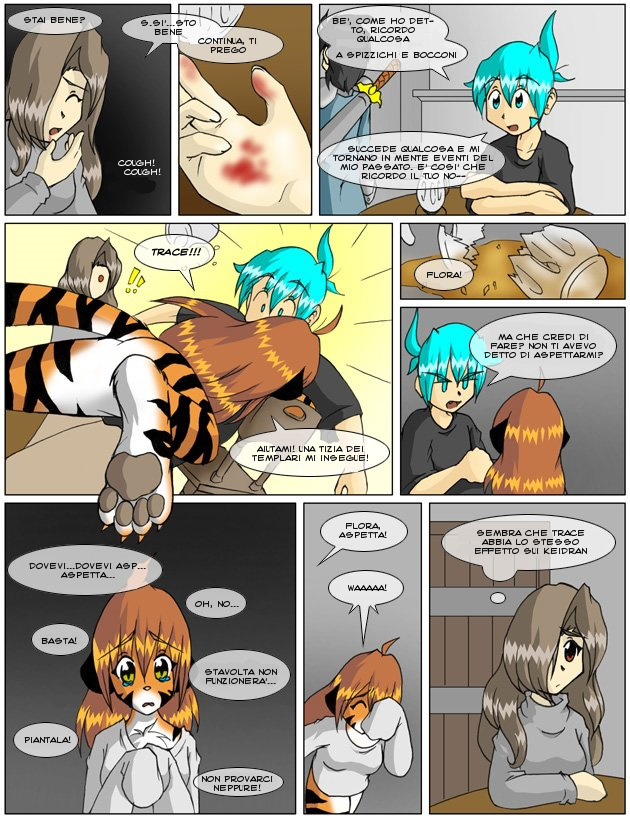 STAI BENE?
S.SI'...STO
BENE
COUGH!
COUGH!
CONTINUA, TI
PREGO
BE', COME HO DET-
TO, RICORDO
QUALCOSA
A SPIZZICHI E BOCCONI
SUCCEDE QUALCOSA E MI
TORNANO IN MENTE EVENTI DEL
MIO PASSATO. E' COSI' CHE
RICORDO IL TUO NO--
TRACE!!!
!!
AIUTAMI! UNA TIZIA DEI
TEMPLARI MI INSEGUE!
FLORA!
MA CHE CREDI DI
FARE? NON TI AVEVO
DETTO DI ASPETTARMI?
DOVEVI...DOVEVI ASP...
ASPETTA...
OH, NO...
BASTA!
STAVOLTA NON
FUNZIONERA'...
PIANTALA!
NON PROVARCI
NEPPURE!
FLORA,
ASPETTA!
WAAAAA!
SEMBRA CHE TRACE
ABBIA LO STESSO
EFFETTO SUI KEIDRAN